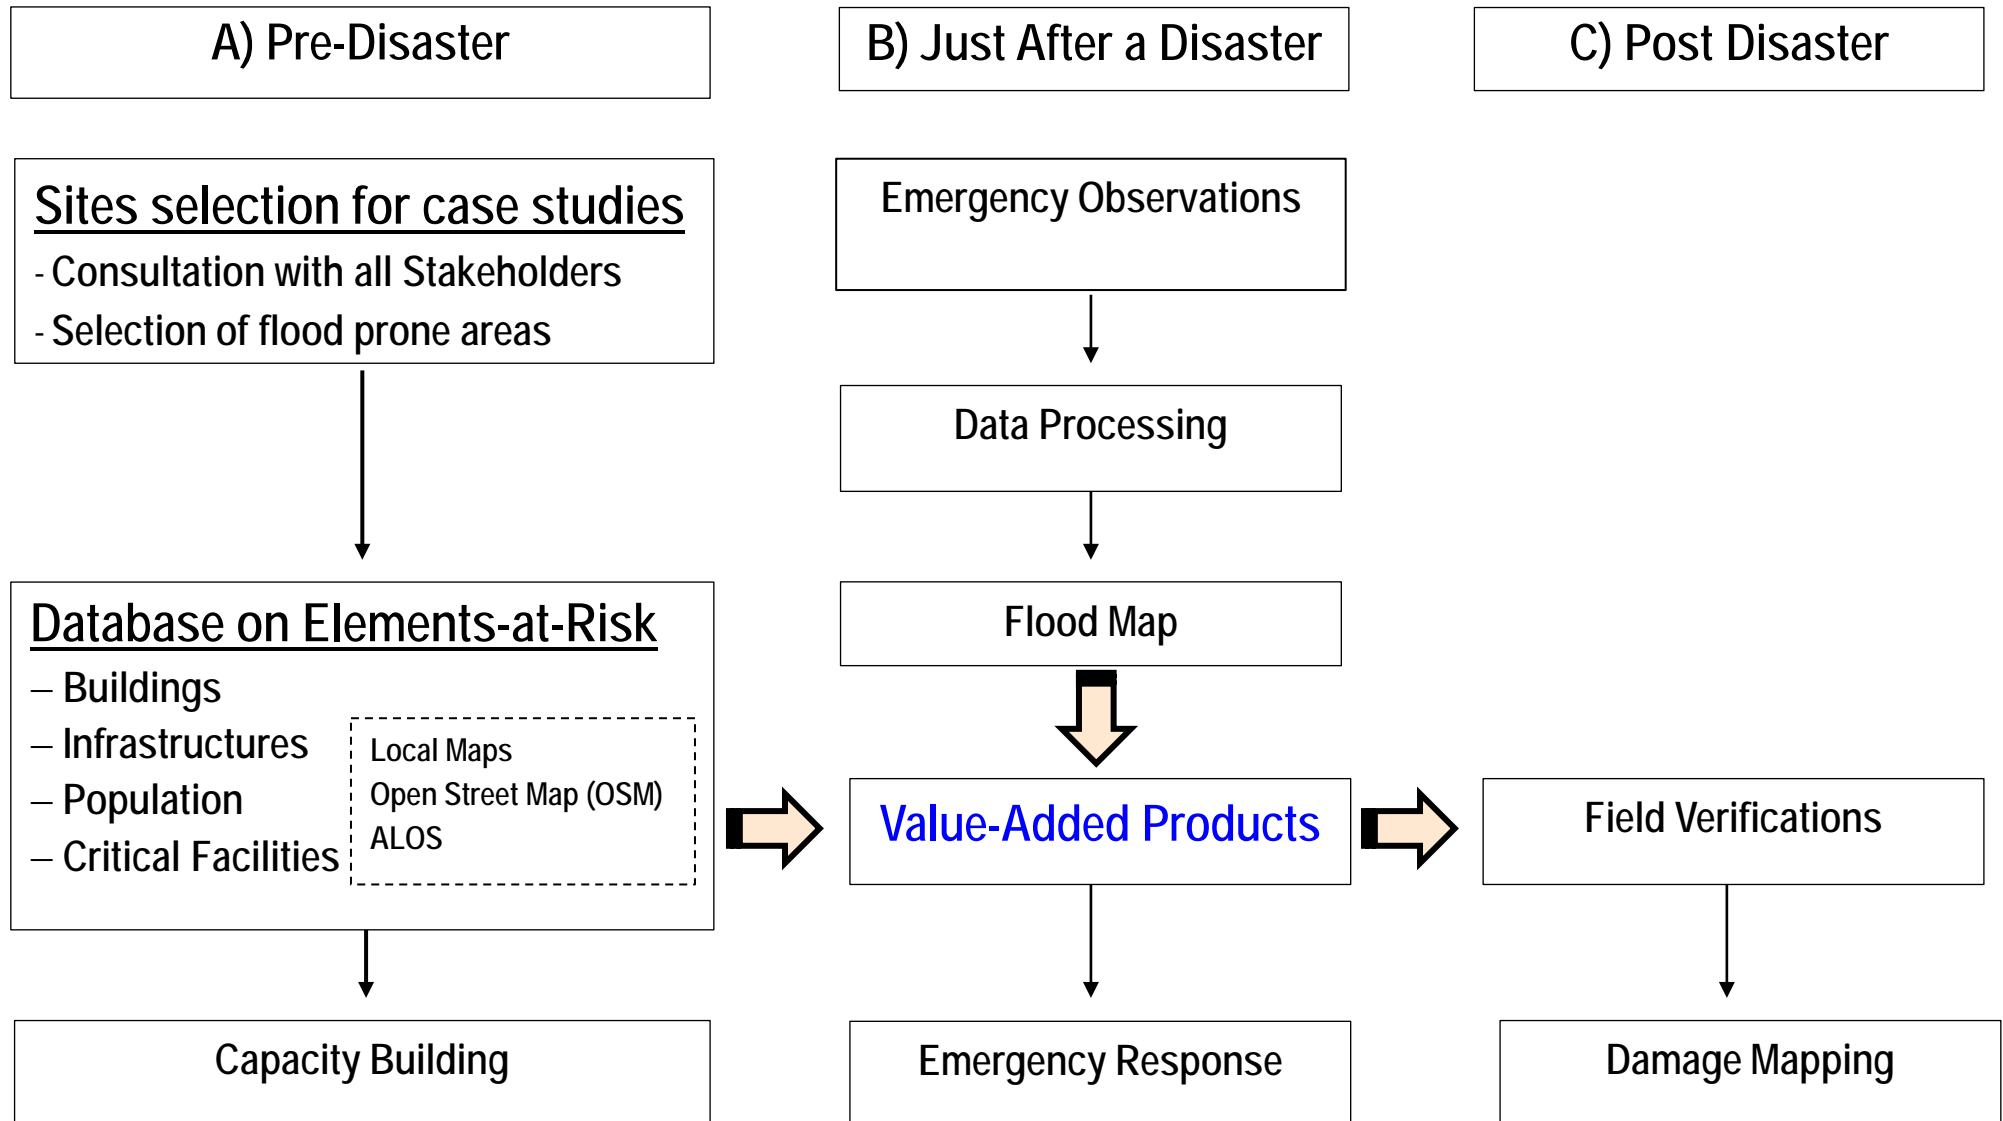 A) Pre-Disaster
B) Just After a Disaster
C) Post Disaster
Sites selection for case studies
- Consultation with all Stakeholders
- Selection of flood prone areas
Emergency Observations
Data Processing
Flood Map
Database on Elements-at-Risk
– Buildings
– Infrastructures
– Population
– Critical Facilities
Local Maps
Open Street Map (OSM)
ALOS
Value-Added Products
Field Verifications
Capacity Building
Emergency Response
Damage Mapping